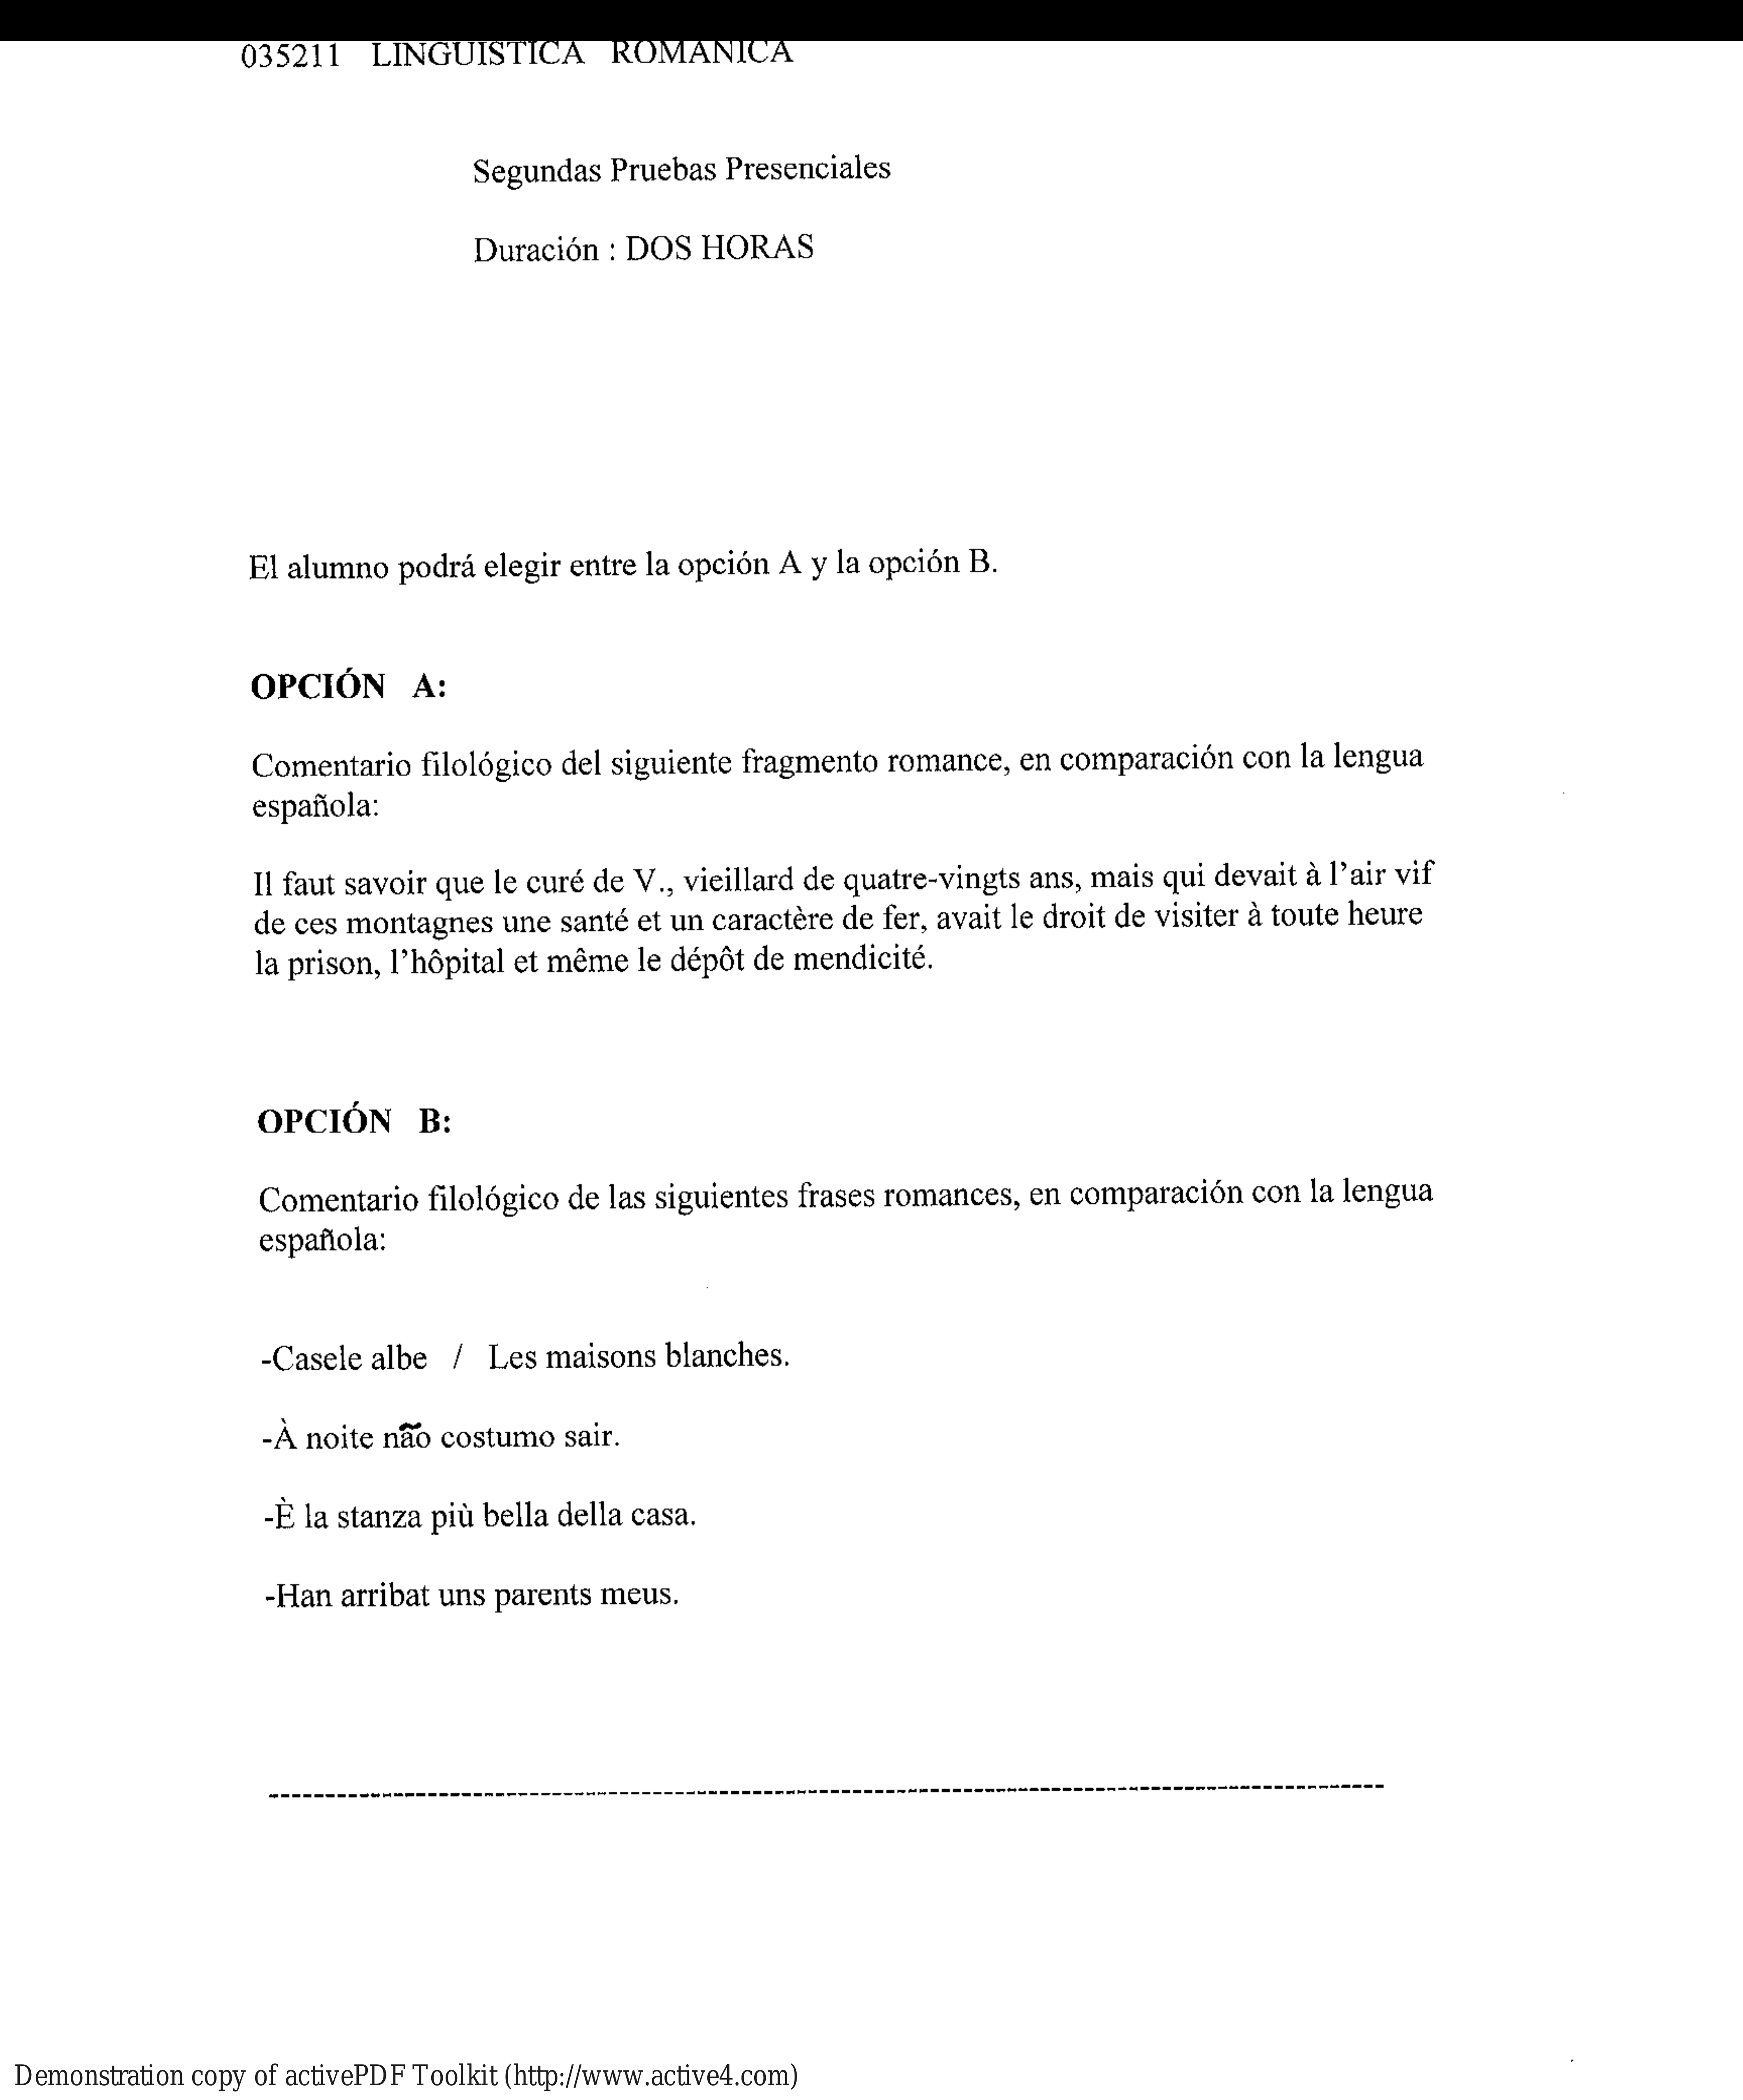 035211 LINGUISTICA ROMANICA
Segundas Pruebas Presenciales
Duración : DOS HORAS
El alumno podrá elegir entre la opción A y la opción B.
OPCIÓN A:
Comentario filológico del siguiente fragmento romance, en comparación con la lengua
española:
Il faut savoir que le curé de V., vieillard de quatre-vingts ans, mais qui devait à l'air vif
de ces montagnes une santé et un caractère de fer, avait le droit de visiter à toute heure
la prison, l'hôpital et même le dépôt de mendicité.
OPCIÓN B:
Comentario filológico de las siguientes frases romances, en comparación con la lengua
española:
-Casele albe / Les maisons blanches.
-À noite não costumo sair.
-È la stanza più bella della casa.
-Han arribat uns parents meus.
Demonstration copy of activePDF Toolkit (http://www.active4.com)